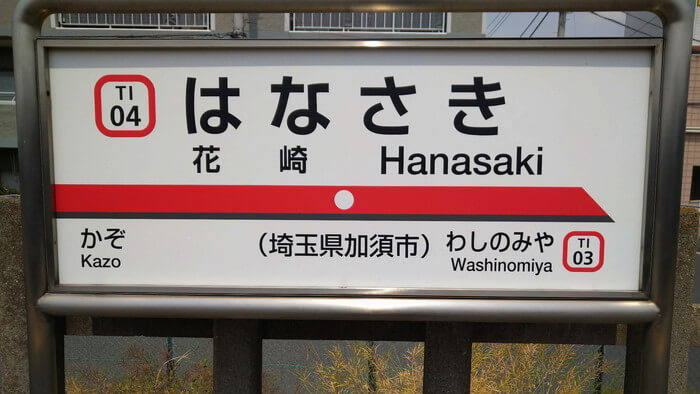 TI
04
はなさき
花崎 Hanasaki
かぞ
Kazo
（埼玉県加須市）
わしのみや
Washinomiya
TI
03